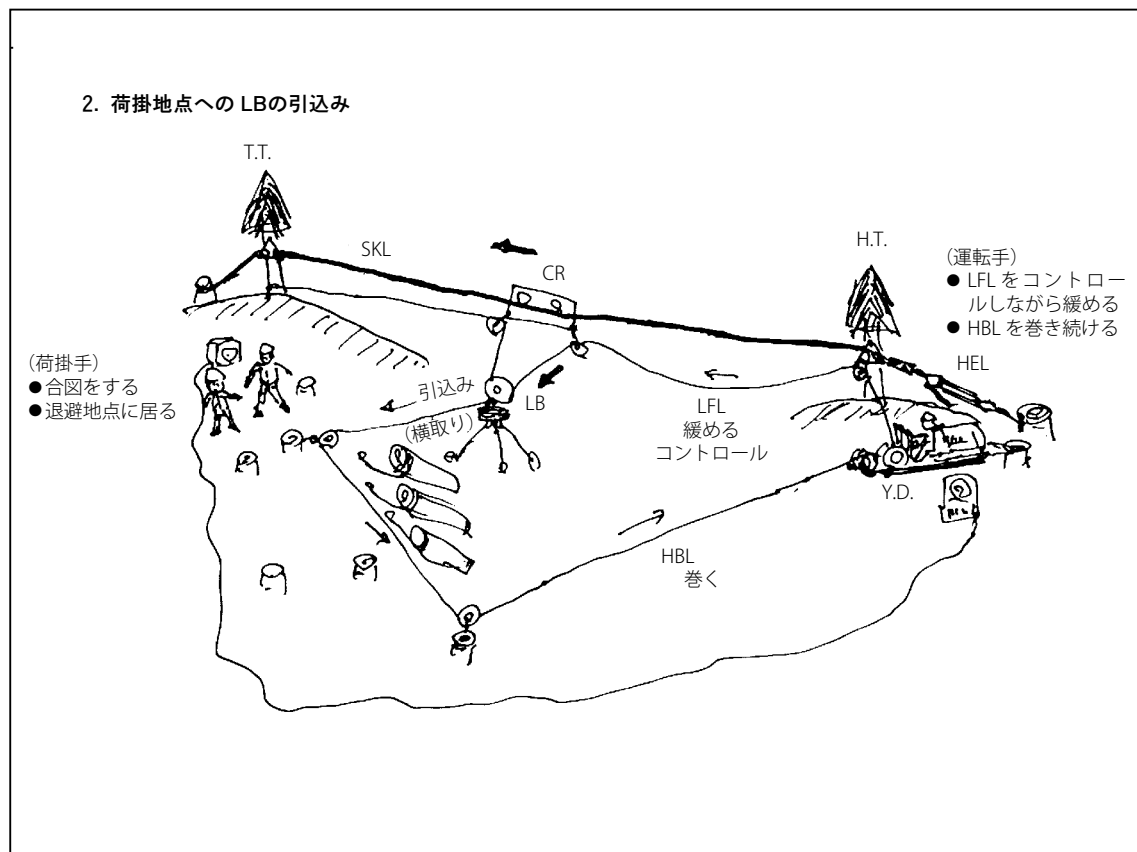 2. 荷掛地点への LBの引込み
T.T.
SKL
CR
H.T.
(運転手)
● LFL をコントロー
ルしながら緩める
● HBL を巻き続ける
HEL
(荷掛手)
●合図をする
●退避地点に居る
引込み
(横取り)
LB
LFL
緩める
コントロール
Y.D.
HBL
巻く